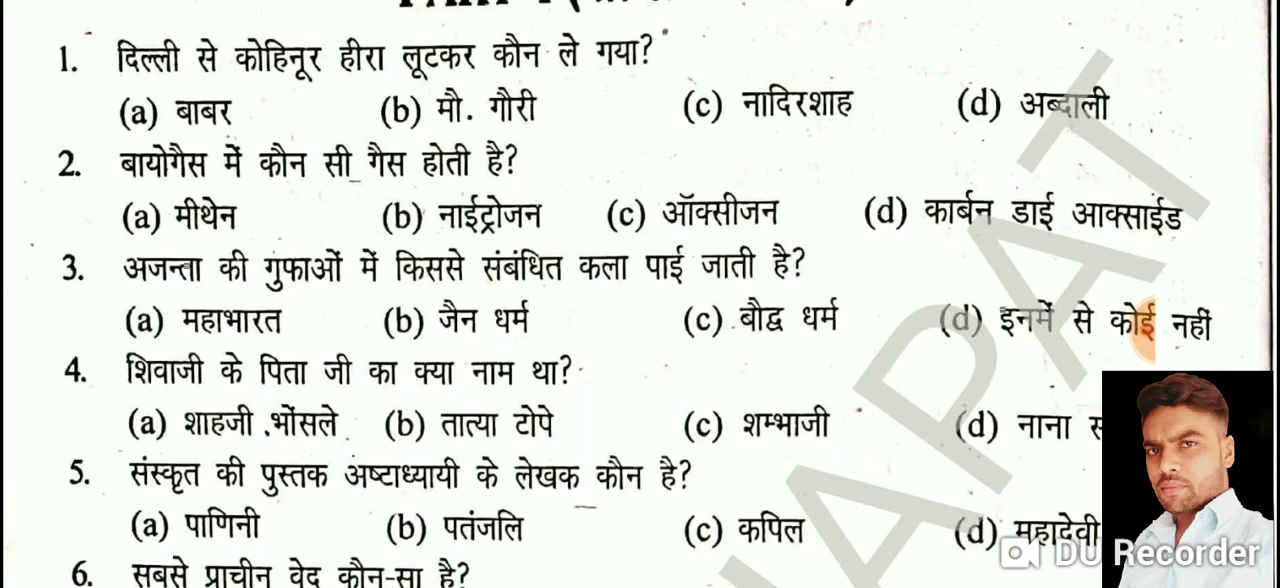 1. दिल्ली से कोहिनूर हीरा लूटकर कौन ले गया?
(a) बाबर (b) मौ. गौरी (c) नादिरशाह (d) अब्दाली
2. बायोगैस में कौन सी गैस होती है?
(a) मीथेन (b) नाईट्रोजन (c) ऑक्सीजन (d) कार्बन डाई आक्साईड
3. अजन्ता की गुफाओं में किससे संबंधित कला पाई जाती है?
(a) महाभारत (b) जैन धर्म (c) बौद्व धर्म (d) इनमें से कोई नहीं
4. शिवाजी के पिता जी का क्या नाम था?
(a) शाहजी भोंसले (b) तात्या टोपे (c) शम्भाजी (d) नाना
5. संस्कृत की पुस्तक अष्टाध्यायी के लेखक कौन है?
(a) पाणिनी (b) पतंजलि (c) कपिल (d) महादेवी
DU Recorder
6. सबसे प्राचीन वेद कौन-सा है?